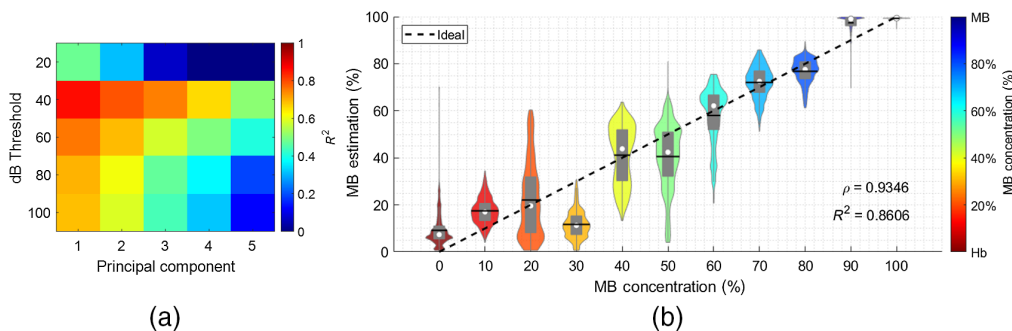 1
0.8
0.6
0.4
0.2
0
R²
20
40
60
80
100
dB Threshold
1 2 3 4 5
Principal component
(a)
100
80
60
40
20
0
MB estimation (%)
Ideal
ρ = 0.9346
R² = 0.8606
0 10 20 30 40 50 60 70 80 90 100
MB concentration (%)
MB
80%
60%
40%
20%
Hb
MB concentration (%)
(b)